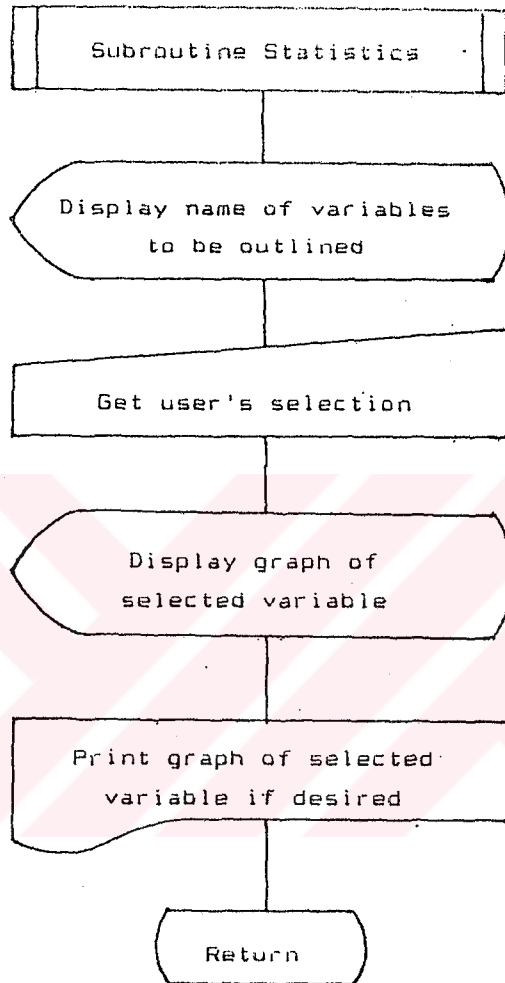 Subroutine Statistics
Display name of variables
to be outlined
Get user's selection
Display graph of
selected variable
Print graph of selected
variable if desired
Return